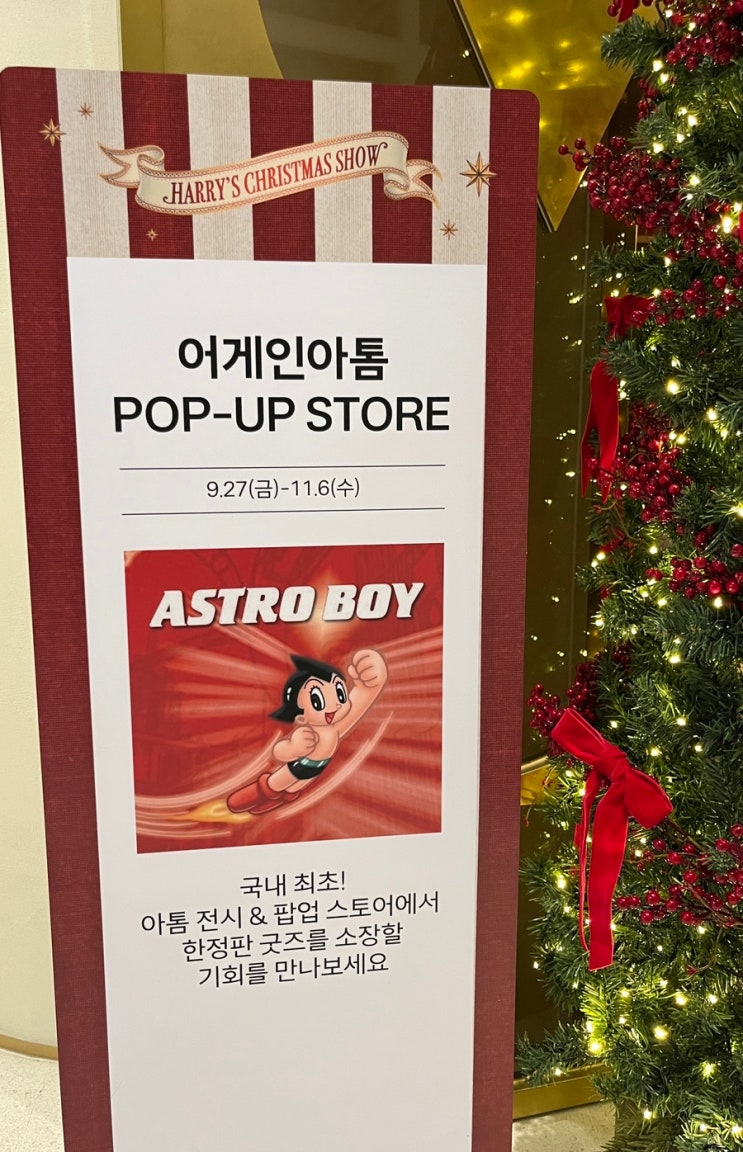 HARRY'S CHRISTMAS SHOW
어게인아톰
POP-UP STORE
9.27(금)-11.6(수)
ASTRO BOY
국내 최초!
아톰 전시 & 팝업 스토어에서
한정판 굿즈를 소장할
기회를 만나보세요